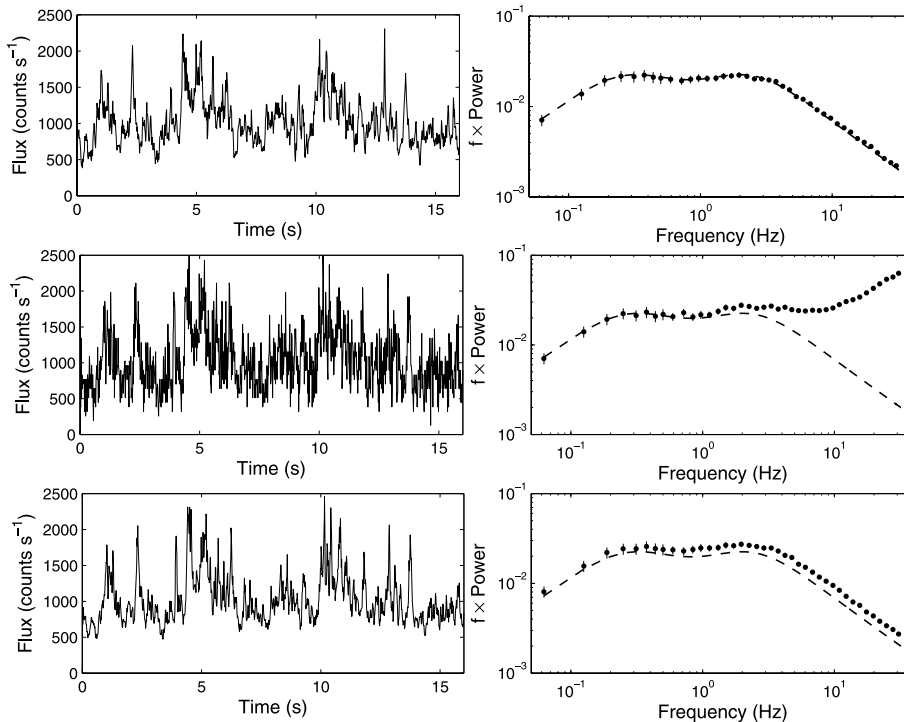 2500
2000
1500
1000
500
0
Flux (counts s⁻¹)
0 5 10 15
Time (s)
10⁻¹
10⁻²
10⁻³
f × Power
10⁻¹ 10⁰ 10¹
Frequency (Hz)
2500
2000
1500
1000
500
0
Flux (counts s⁻¹)
0 5 10 15
Time (s)
10⁻¹
10⁻²
10⁻³
f × Power
10⁻¹ 10⁰ 10¹
Frequency (Hz)
2500
2000
1500
1000
500
0
Flux (counts s⁻¹)
0 5 10 15
Time (s)
10⁻¹
10⁻²
10⁻³
f × Power
10⁻¹ 10⁰ 10¹
Frequency (Hz)